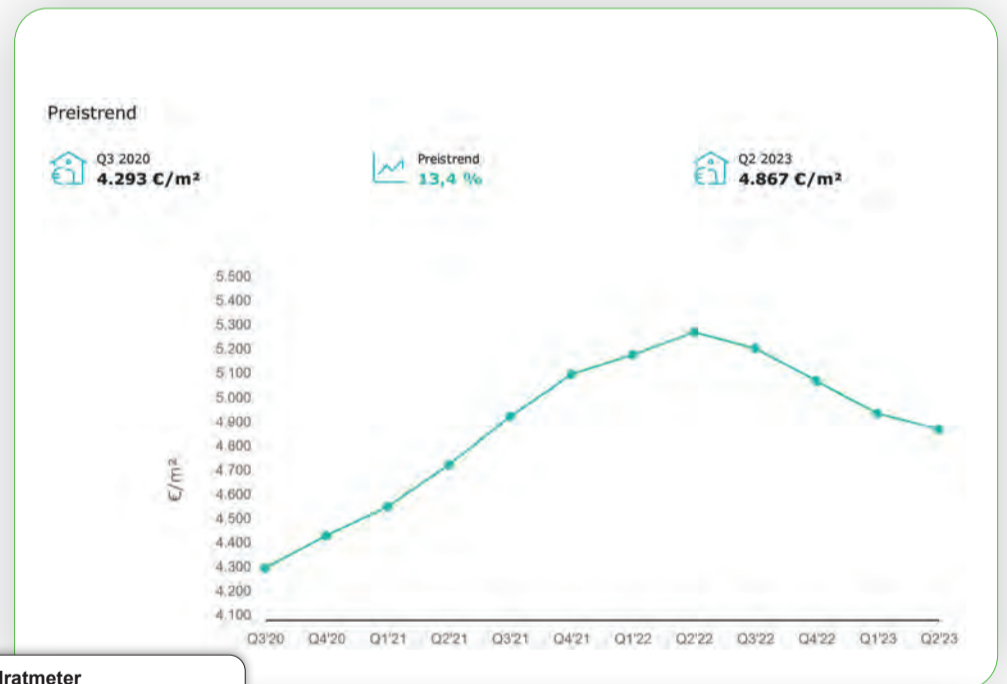 Preistrend
Q3 2020
4.293 €/m²
Preistrend
13,4 %
Q2 2023
4.867 €/m²
5.500
5.400
5.300
5.200
5.100
5.000
4.900
4.800
4.700
4.600
4.500
4.400
4.300
4.200
4.100
€/m²
Q3'20 Q4'20 Q1'21 Q2'21 Q3'21 Q4'21 Q1'22 Q2'22 Q3'22 Q4'22 Q1'23 Q2'23
dratmeter